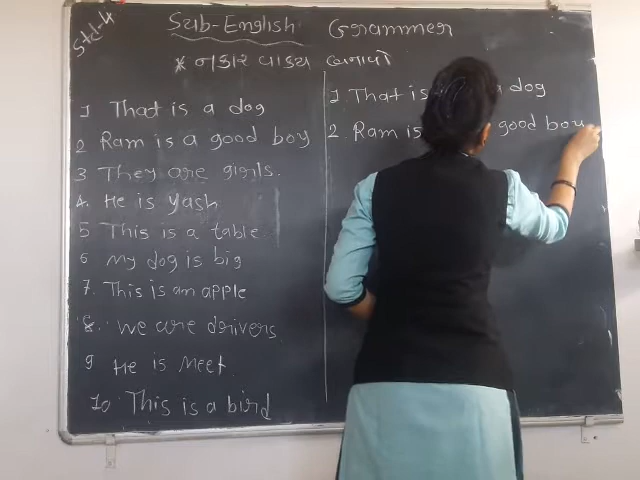 Std-4
Sub-English Grammer
* નકાર વાક્ય બનાવો
1 That is a dog
2 Ram is a good boy
3 They are girls.
4. He is yash
5 This is a table
6 my dog is big
7. This is an apple
8. we are drivers
9 He is Meet.
10 This is a bird
1. That is a dog
2. Ram is good boy